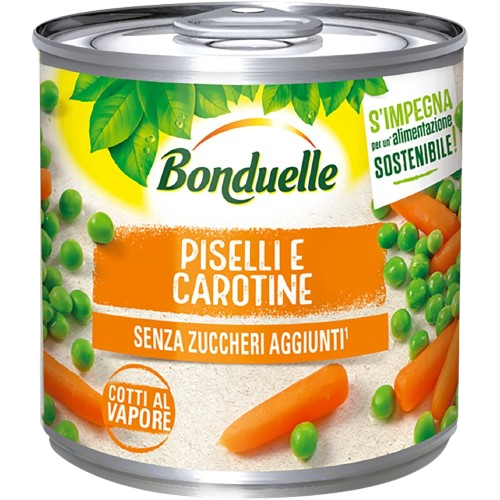 S'IMPEGNA
per un'alimentazione
SOSTENIBILE!
Bonduelle
PISELLI E
CAROTINE
SENZA ZUCCHERI AGGIUNTI¹
COTTI AL
VAPORE